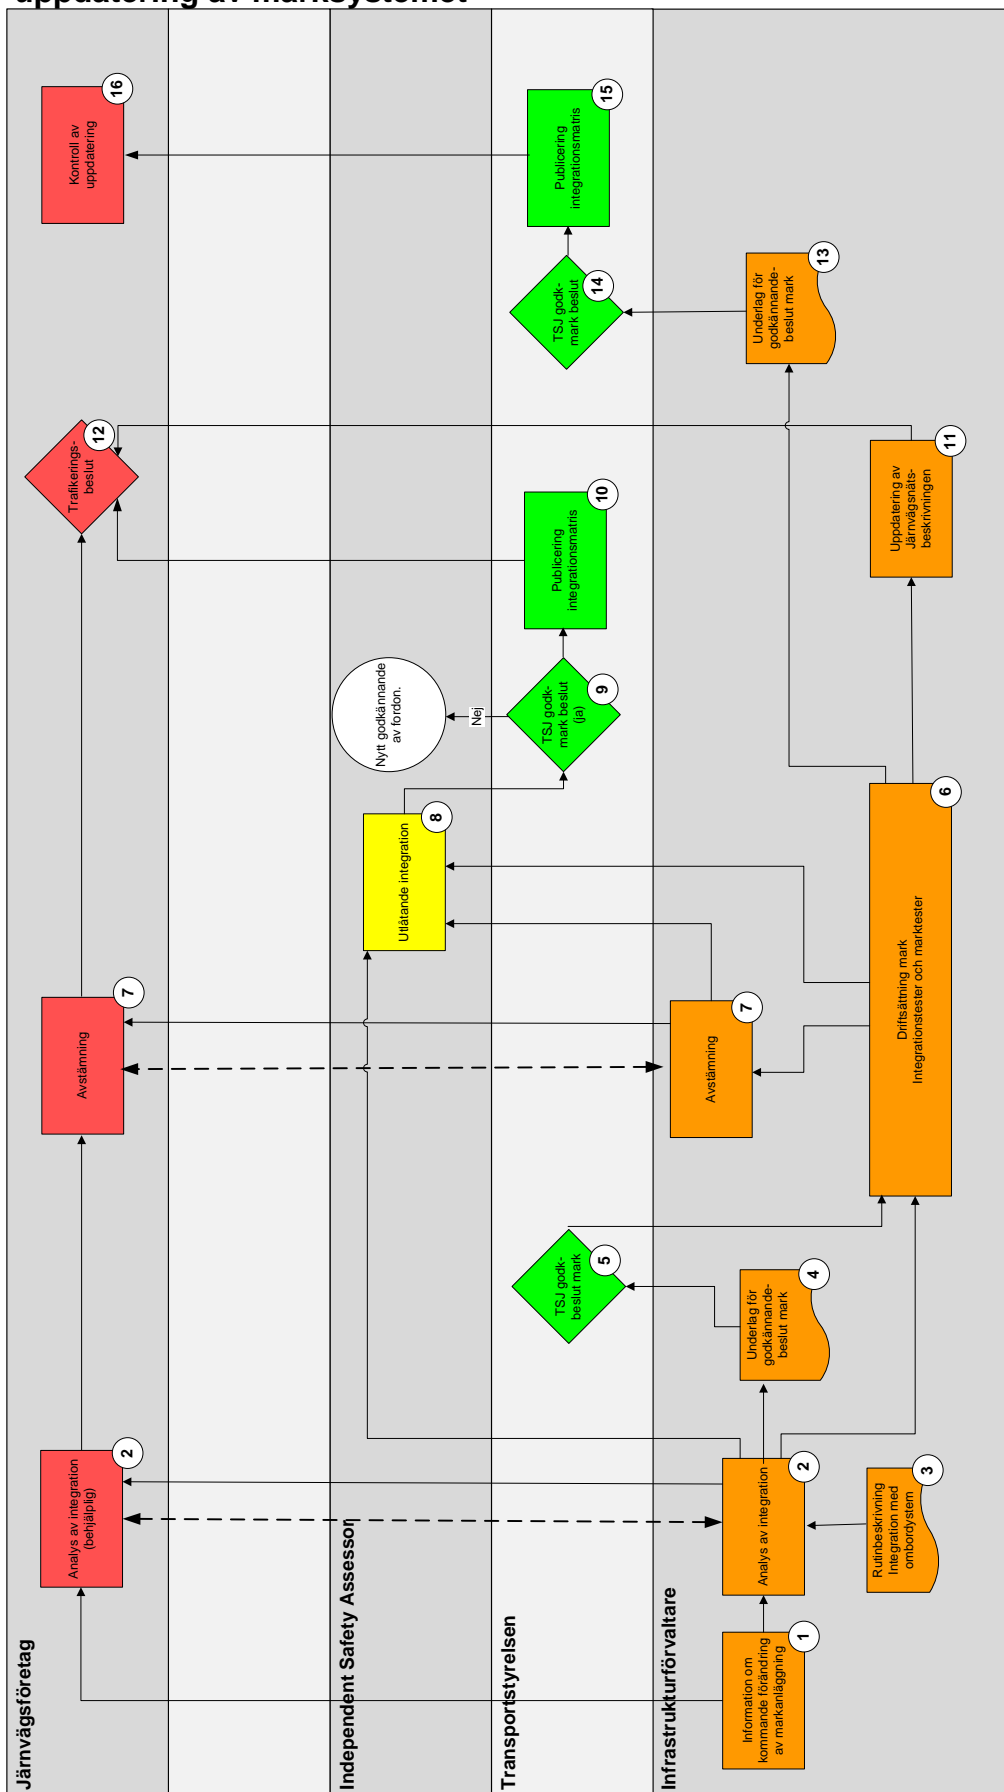 uppdatering av marksystemet
Järnvägsföretag
Analys av integration
(behjälplig)
2
Avstämning
7
Trafikerings-
beslut
12
Kontroll av
uppdatering
16
Independent Safety Assessor
Utlåtande integration
8
Nytt godkännande
av fordon.
Transportstyrelsen
TSJ godk-
beslut mark
5
Nej
TSJ godk-
mark beslut
(ja)
9
Publicering
integrationsmatris
10
TSJ godk-
mark beslut
14
Publicering
integrationsmatris
15
Infrastrukturförvaltare
Information om
kommande förändring
av markanläggning
1
Analys av integration
2
Rutinbeskrivning
Integration med
ombordystem
3
Underlag för
godkännande-
beslut mark
4
Avstämning
7
Driftsättning mark
Integrationstester och marktester
6
Uppdatering av
Järnvägsnäts-
beskrivningen
11
Underlag för
godkännande-
beslut mark
13